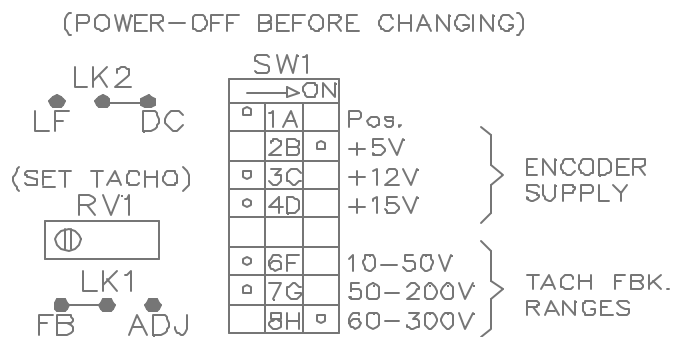 (POWER-OFF BEFORE CHANGING)
SW1
→ON
LK2
LF DC
(SET TACHO)
RV1
LK1
FB ADJ
1A Pos.
2B +5V
3C +12V
4D +15V
ENCODER
SUPPLY
6F 10-50V
7G 50-200V
8H 60-300V
TACH FBK.
RANGES